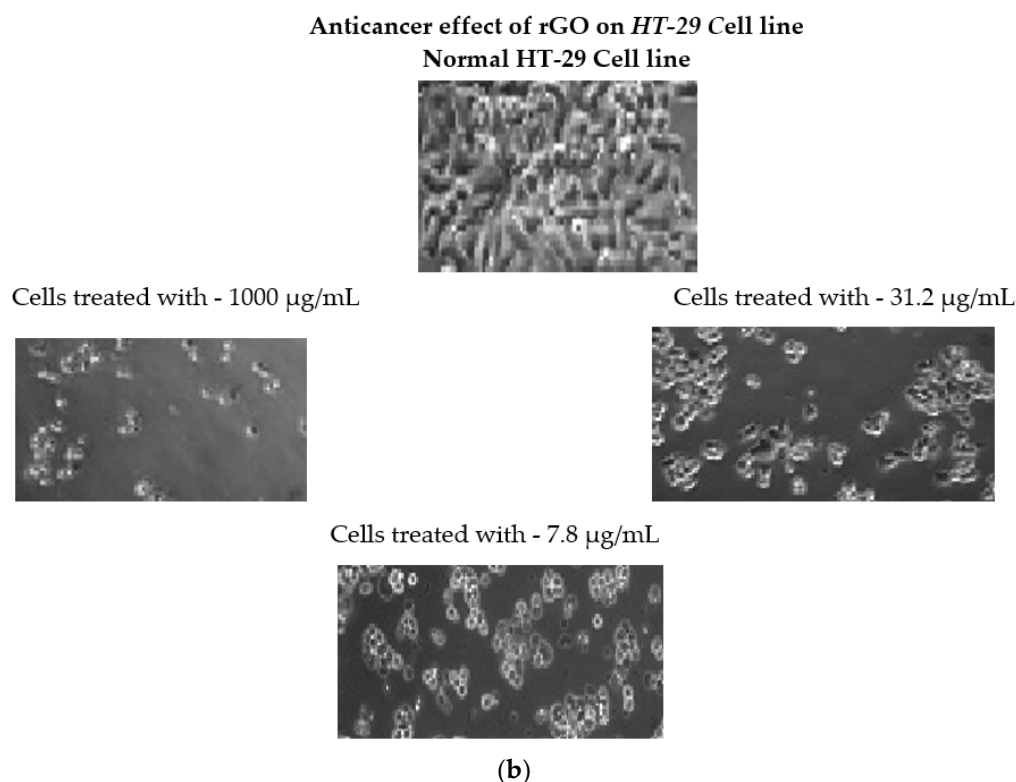 Anticancer effect of rGO on HT-29 Cell line
Normal HT-29 Cell line
Cells treated with - 1000 µg/mL
Cells treated with - 31.2 µg/mL
Cells treated with - 7.8 µg/mL
(b)